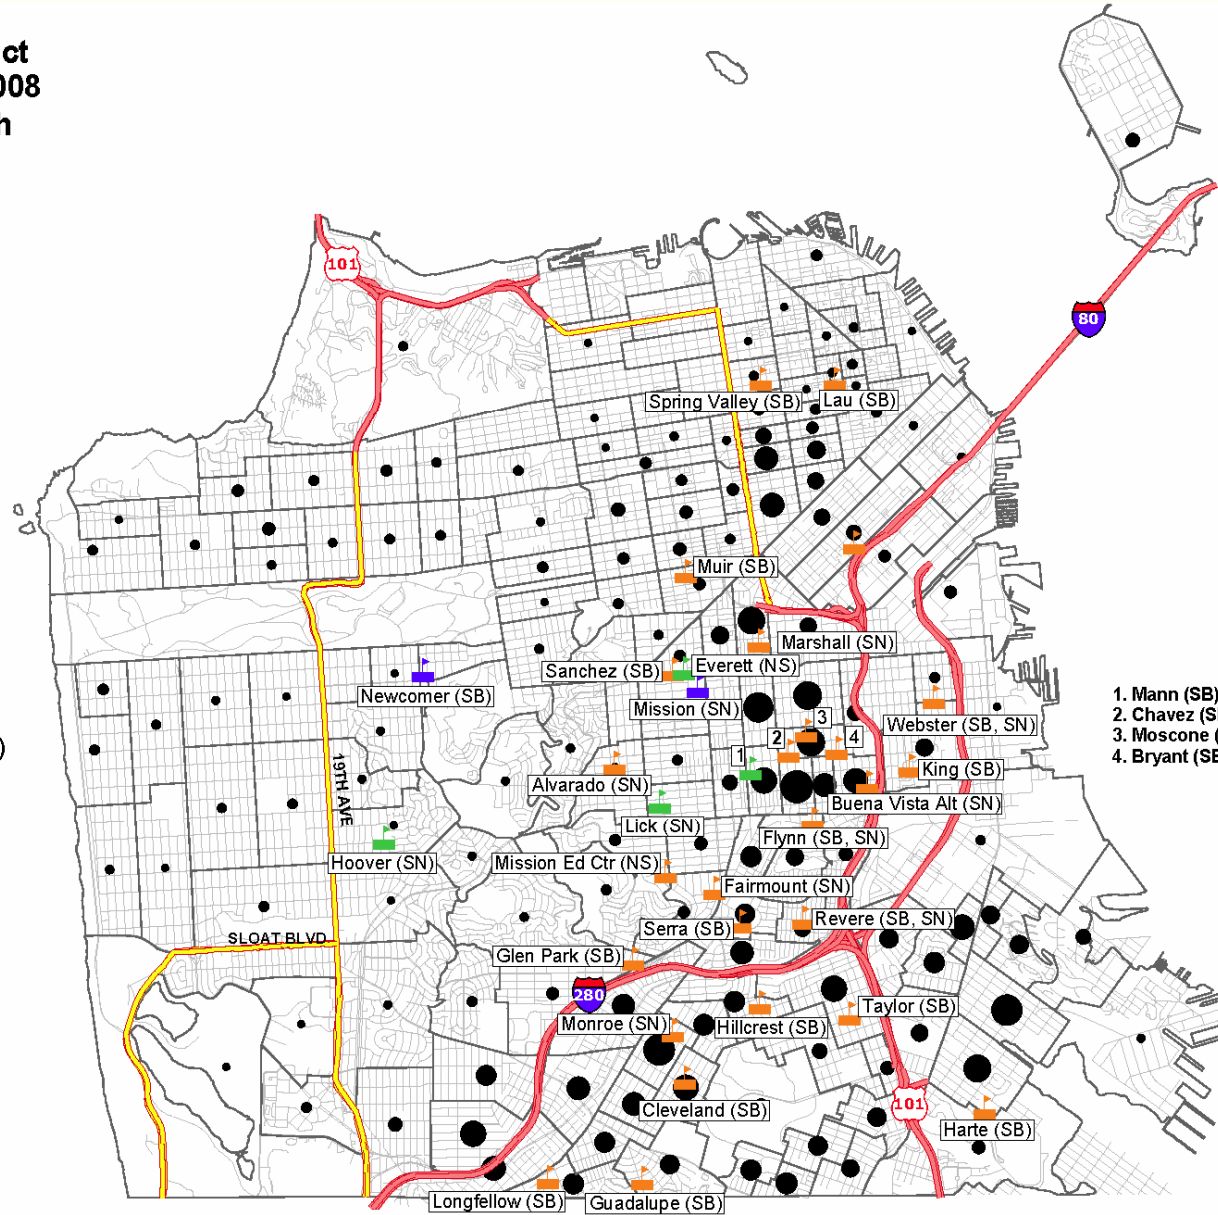 ct
008
h
)
101
80
Spring Valley (SB)
Lau (SB)
Muir (SB)
Marshall (SN)
Sanchez (SB)
Everett (NS)
Newcomer (SB)
Mission (SN)
Webster (SB, SN)
1. Mann (SB)
2. Chavez (S
3. Moscone (
4. Bryant (SB
3
2
4
1
King (SB)
Alvarado (SN)
Buena Vista Alt (SN)
19TH AVE
Lick (SN)
Flynn (SB, SN)
Hoover (SN)
Mission Ed Ctr (NS)
Fairmount (SN)
Revere (SB, SN)
Serra (SB)
SLOAT BLVD
Glen Park (SB)
280
Monroe (SN)
Hillcrest (SB)
Taylor (SB)
Cleveland (SB)
101
Harte (SB)
Longfellow (SB)
Guadalupe (SB)